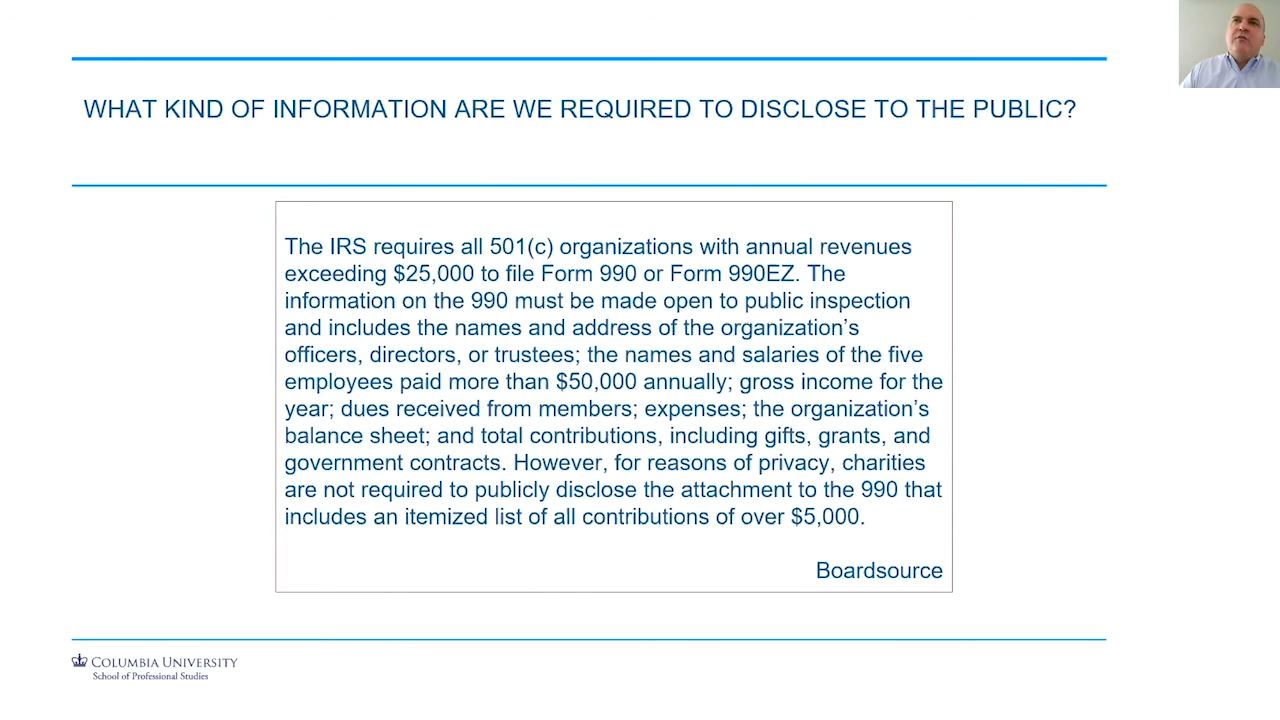 WHAT KIND OF INFORMATION ARE WE REQUIRED TO DISCLOSE TO THE PUBLIC?
The IRS requires all 501(c) organizations with annual revenues
exceeding $25,000 to file Form 990 or Form 990EZ. The
information on the 990 must be made open to public inspection
and includes the names and address of the organization’s
officers, directors, or trustees; the names and salaries of the five
employees paid more than $50,000 annually; gross income for the
year; dues received from members; expenses; the organization’s
balance sheet; and total contributions, including gifts, grants, and
government contracts. However, for reasons of privacy, charities
are not required to publicly disclose the attachment to the 990 that
includes an itemized list of all contributions of over $5,000.
Boardsource
COLUMBIA UNIVERSITY
School of Professional Studies